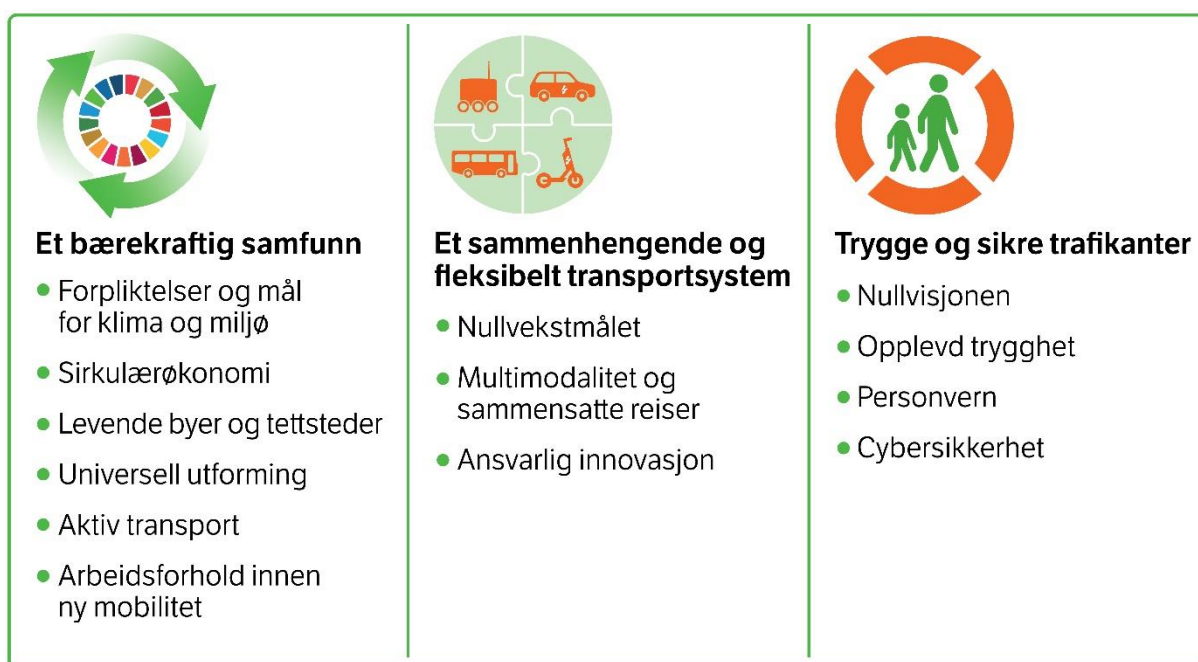 Et bærekraftig samfunn
• Forpliktelser og mål
for klima og miljø
• Sirkulærøkonomi
• Levende byer og tettsteder
• Universell utforming
• Aktiv transport
• Arbeidsforhold innen
ny mobilitet
Et sammenhengende og
fleksibelt transportsystem
• Nullvekstmålet
• Multimodalitet og
sammensatte reiser
• Ansvarlig innovasjon
Trygge og sikre trafikanter
• Nullvisjonen
• Opplevd trygghet
• Personvern
• Cybersikkerhet